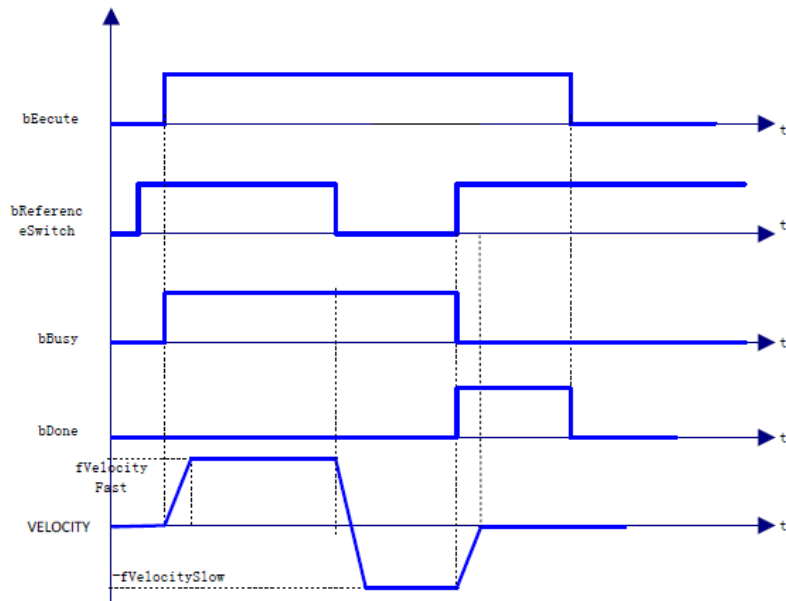 bEecute
t
bReferenc
eSwitch
t
bBusy
t
bDone
t
fVelocity
Fast
VELOCITY
t
-fVelocitySlow